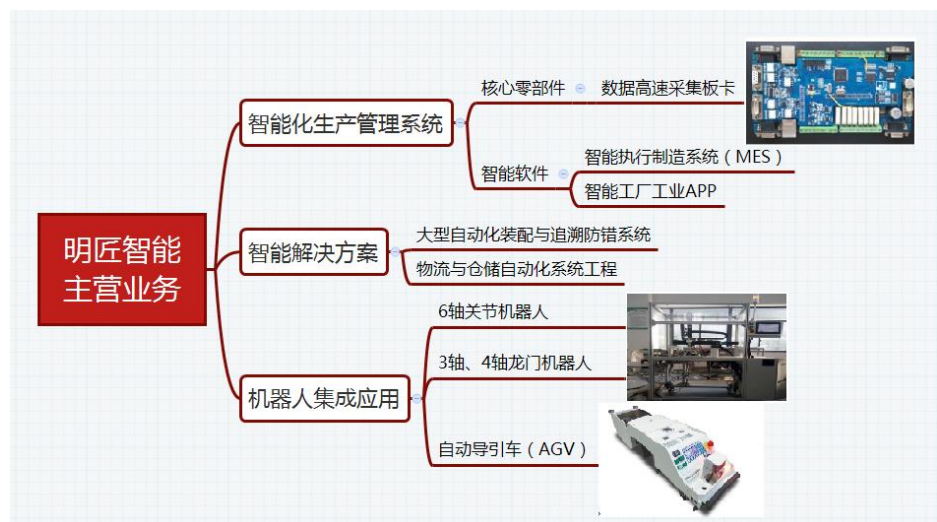 明匠智能
主营业务
智能化生产管理系统
核心零部件
数据高速采集板卡
智能软件
智能执行制造系统（MES）
智能工厂工业APP
智能解决方案
大型自动化装配与追溯防错系统
物流与仓储自动化系统工程
机器人集成应用
6轴关节机器人
3轴、4轴龙门机器人
自动导引车（AGV）